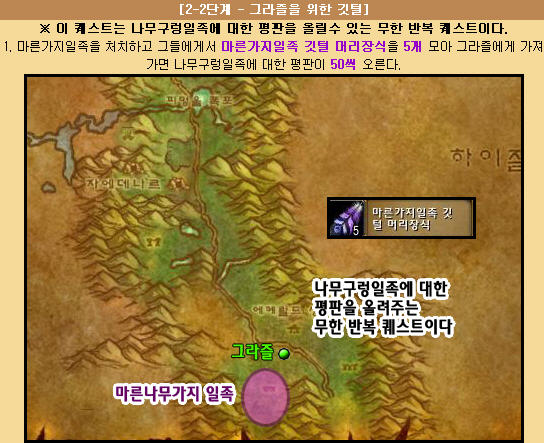 [2-2단계 - 그라즐을 위한 깃털]
※ 이 퀘스트는 나무구렁일족에 대한 평판을 올릴수 있는 무한 반복 퀘스트이다.
1. 마른가지일족을 처치하고 그들에게서 마른가지일족 깃털 머리장식을 5개 모아 그라즐에게 가져
가면 나무구렁일족에 대한 평판이 50씩 오른다.
피멍울 폭포
하이즐
자에데나르
마른가지일족 깃
털 머리장식
5
나무구렁일족에 대한
평판을 올려주는
무한 반복 퀘스트이다
에메랄드
그라즐
마른나무가지 일족